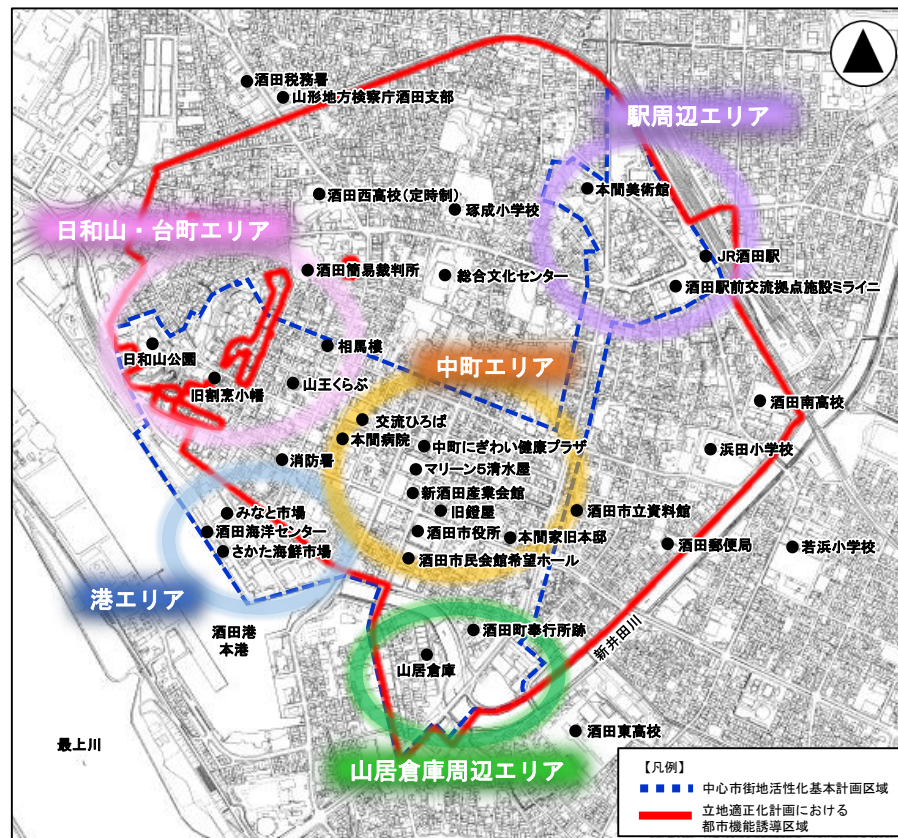 酒田税務署
山形地方検察庁酒田支部
駅周辺エリア
本間美術館
酒田西高校(定時制)
琢成小学校
日和山・台町エリア
JR酒田駅
酒田簡易裁判所
総合文化センター
酒田駅前交流拠点施設ミライニ
日和山公園
相馬樓
中町エリア
旧割烹小幡
山王くらぶ
酒田南高校
交流ひろば
本間病院
中町にぎわい健康プラザ
浜田小学校
消防署
マリーン5清水屋
新酒田産業会館
みなと市場
旧鐙屋
酒田市立資料館
酒田海洋センター
酒田市役所
本間家旧本邸
さかた海鮮市場
酒田市民会館希望ホール
酒田郵便局
若浜小学校
港エリア
酒田港
本港
酒田町奉行所跡
新井田川
山居倉庫
最上川
酒田東高校
山居倉庫周辺エリア
【凡例】
中心市街地活性化基本計画区域
立地適正化計画における
都市機能誘導区域